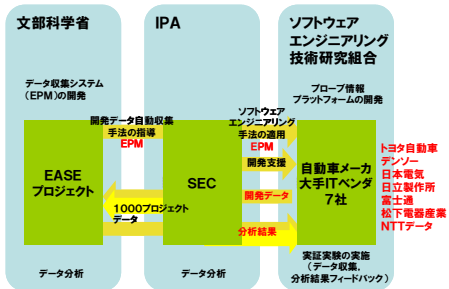 文部科学省
IPA
ソフトウェア
エンジニアリング
技術研究組合
データ収集システム
（EPM）の開発
プローブ情報
プラットフォームの開発
開発データ自動収集
手法の指導
EPM
ソフトウェア
エンジニアリング
手法の適用
EPM
開発支援
EASE
プロジェクト
SEC
自動車メーカ
大手ITベンダ
7社
開発データ
1000プロジェクト
データ
分析結果
トヨタ自動車
デンソー
日本電気
日立製作所
富士通
松下電器産業
NTTデータ
データ分析
データ分析
実証実験の実施
（データ収集，
分析結果フィードバック）